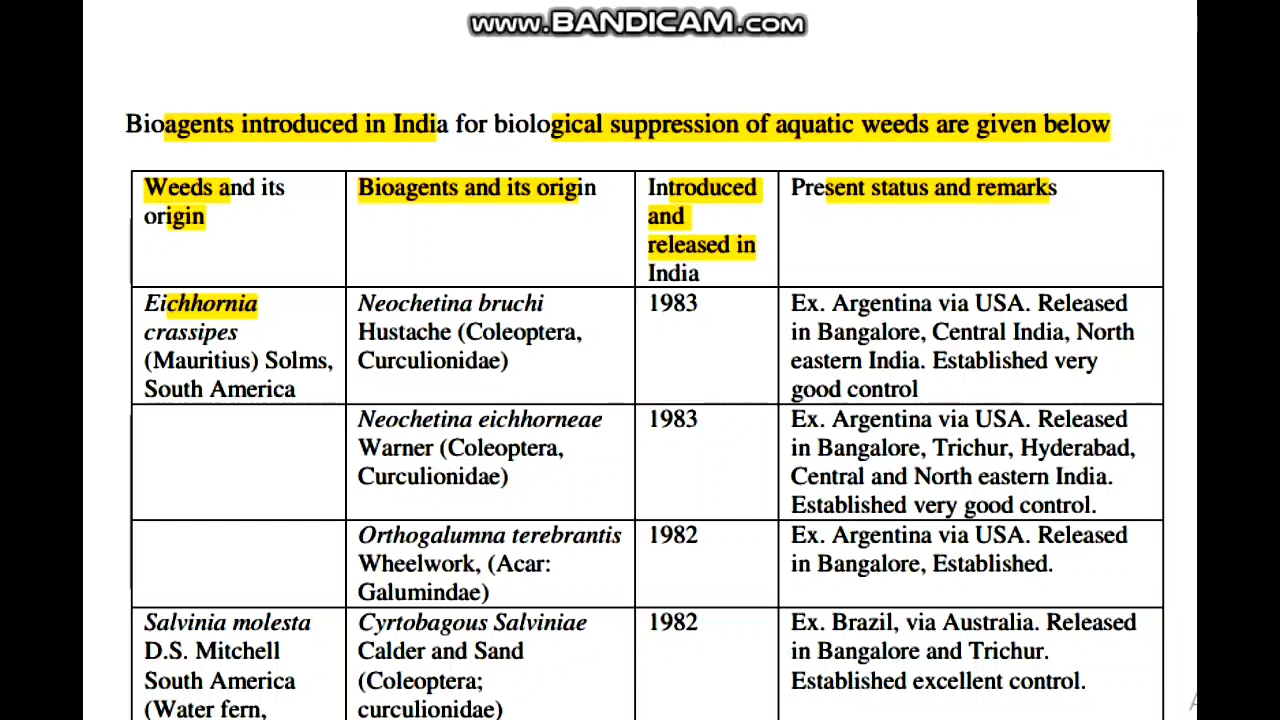 www.BANDICAM.com
Bioagents introduced in India for biological suppression of aquatic weeds are given below
Weeds and its
origin
Bioagents and its origin
Introduced
and
released in
India
Present status and remarks
Eichhornia
crassipes
(Mauritius) Solms,
South America
Neochetina bruchi
Hustache (Coleoptera,
Curculionidae)
1983
Ex. Argentina via USA. Released
in Bangalore, Central India, North
eastern India. Established very
good control
Neochetina eichhorneae
Warner (Coleoptera,
Curculionidae)
1983
Ex. Argentina via USA. Released
in Bangalore, Trichur, Hyderabad,
Central and North eastern India.
Established very good control.
Orthogalumna terebrantis
Wheelwork, (Acar:
Galumindae)
1982
Ex. Argentina via USA. Released
in Bangalore, Established.
Salvinia molesta
D.S. Mitchell
South America
(Water fern,
Cyrtobagous Salviniae
Calder and Sand
(Coleoptera;
curculionidae)
1982
Ex. Brazil, via Australia. Released
in Bangalore and Trichur.
Established excellent control.